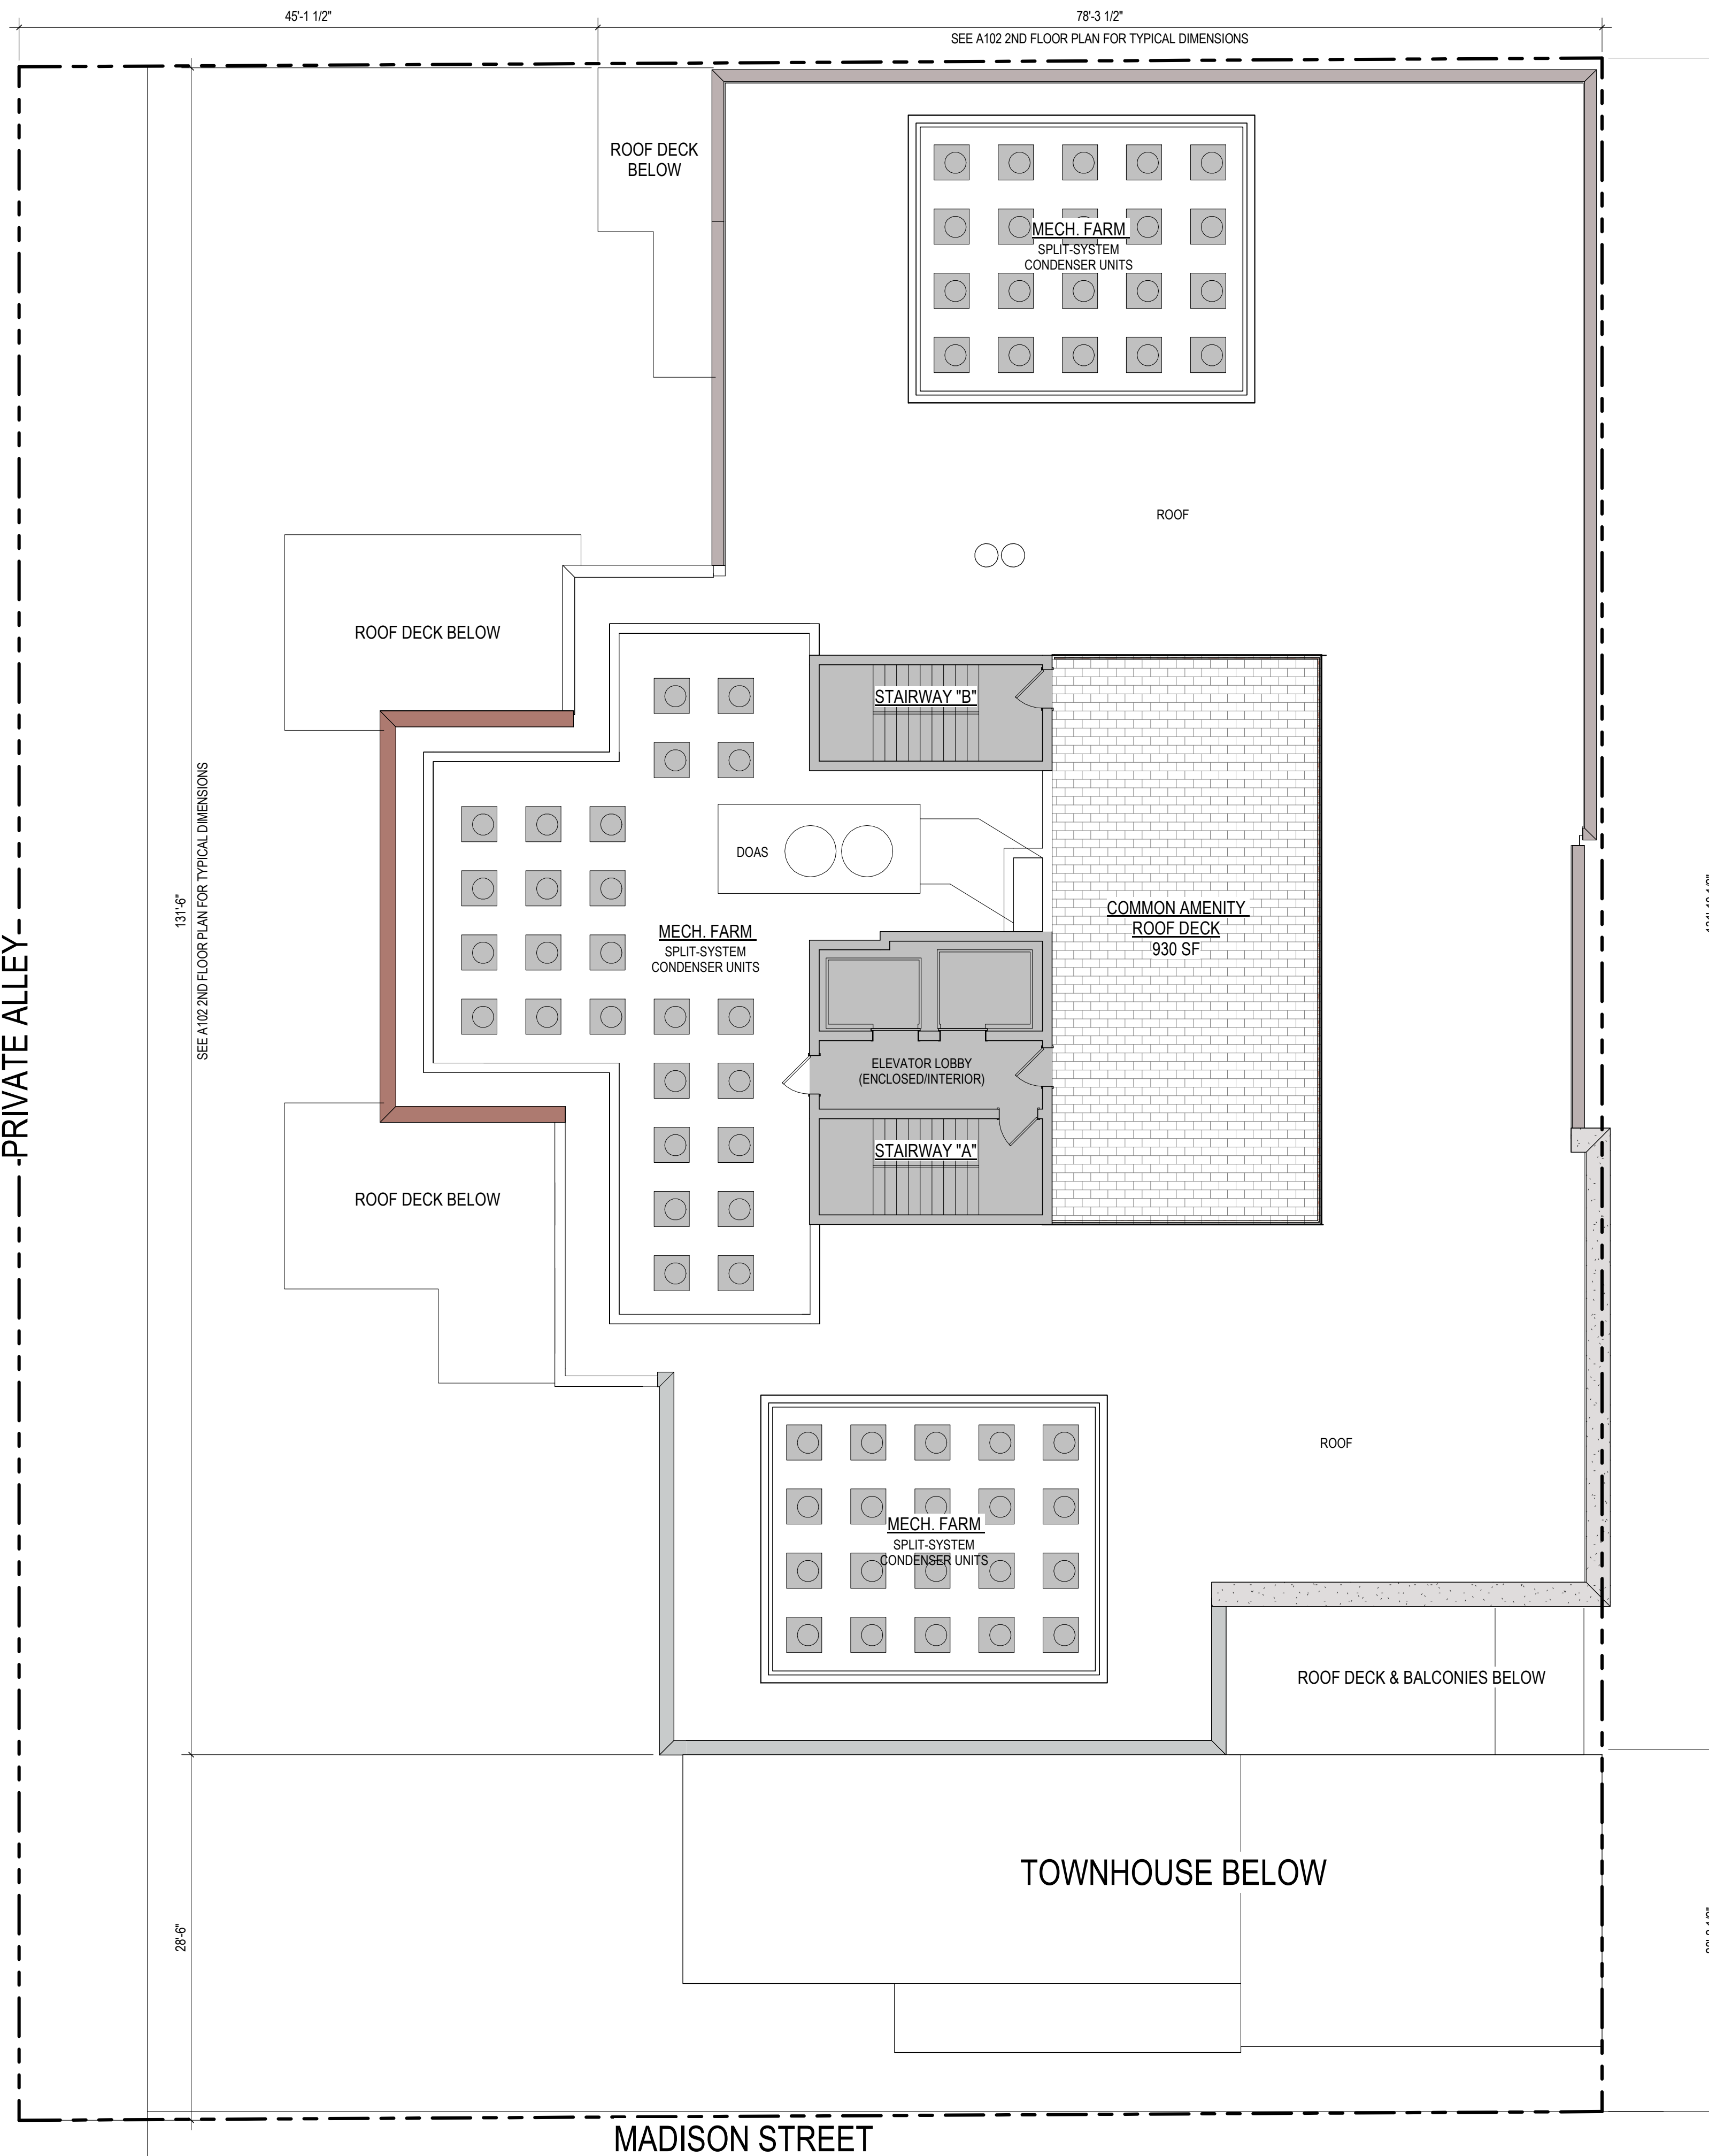 45'-1 1/2"
78'-3 1/2"
SEE A102 2ND FLOOR PLAN FOR TYPICAL DIMENSIONS
ROOF DECK
BELOW
MECH. FARM
SPLIT-SYSTEM
CONDENSER UNITS
ROOF
ROOF DECK BELOW
STAIRWAY "B"
131'-6"
SEE A102 2ND FLOOR PLAN FOR TYPICAL DIMENSIONS
DOAS
COMMON AMENITY
ROOF DECK
930 SF
MECH. FARM
SPLIT-SYSTEM
CONDENSER UNITS
PRIVATE ALLEY
ELEVATOR LOBBY
(ENCLOSED/INTERIOR)
STAIRWAY "A"
ROOF DECK BELOW
ROOF
MECH. FARM
SPLIT-SYSTEM
CONDENSER UNITS
ROOF DECK & BALCONIES BELOW
TOWNHOUSE BELOW
28'-6"
MADISON STREET